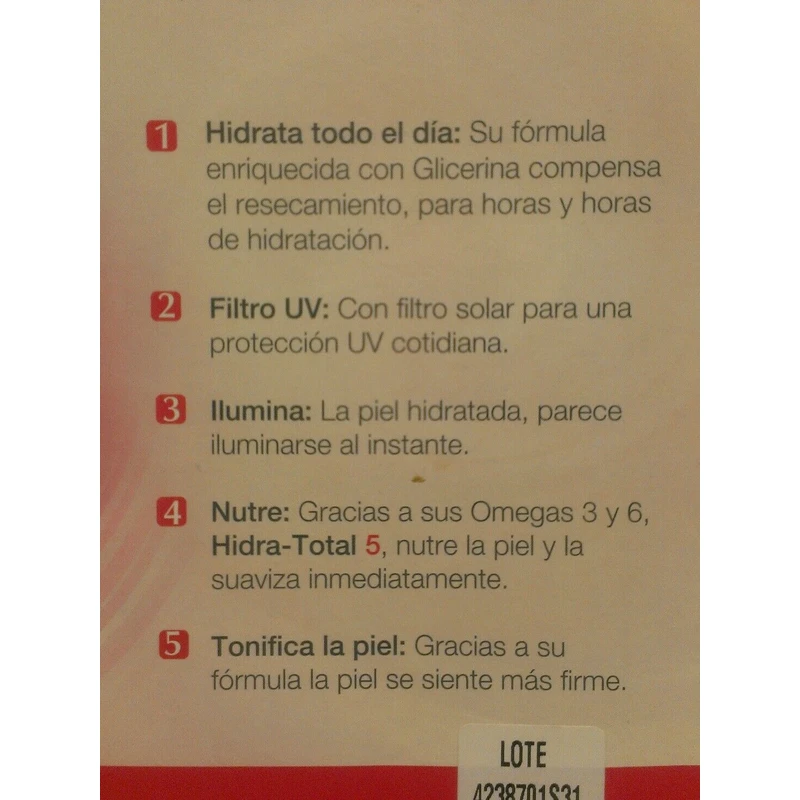 1 Hidrata todo el día: Su fórmula
enriquecida con Glicerina compensa
el resecamiento, para horas y horas
de hidratación.
2 Filtro UV: Con filtro solar para una
protección UV cotidiana.
3 Ilumina: La piel hidratada, parece
iluminarse al instante.
4 Nutre: Gracias a sus Omegas 3 y 6,
Hidra-Total 5, nutre la piel y la
suaviza inmediatamente.
5 Tonifica la piel: Gracias a su
fórmula la piel se siente más firme.
LOTE
4238701S31